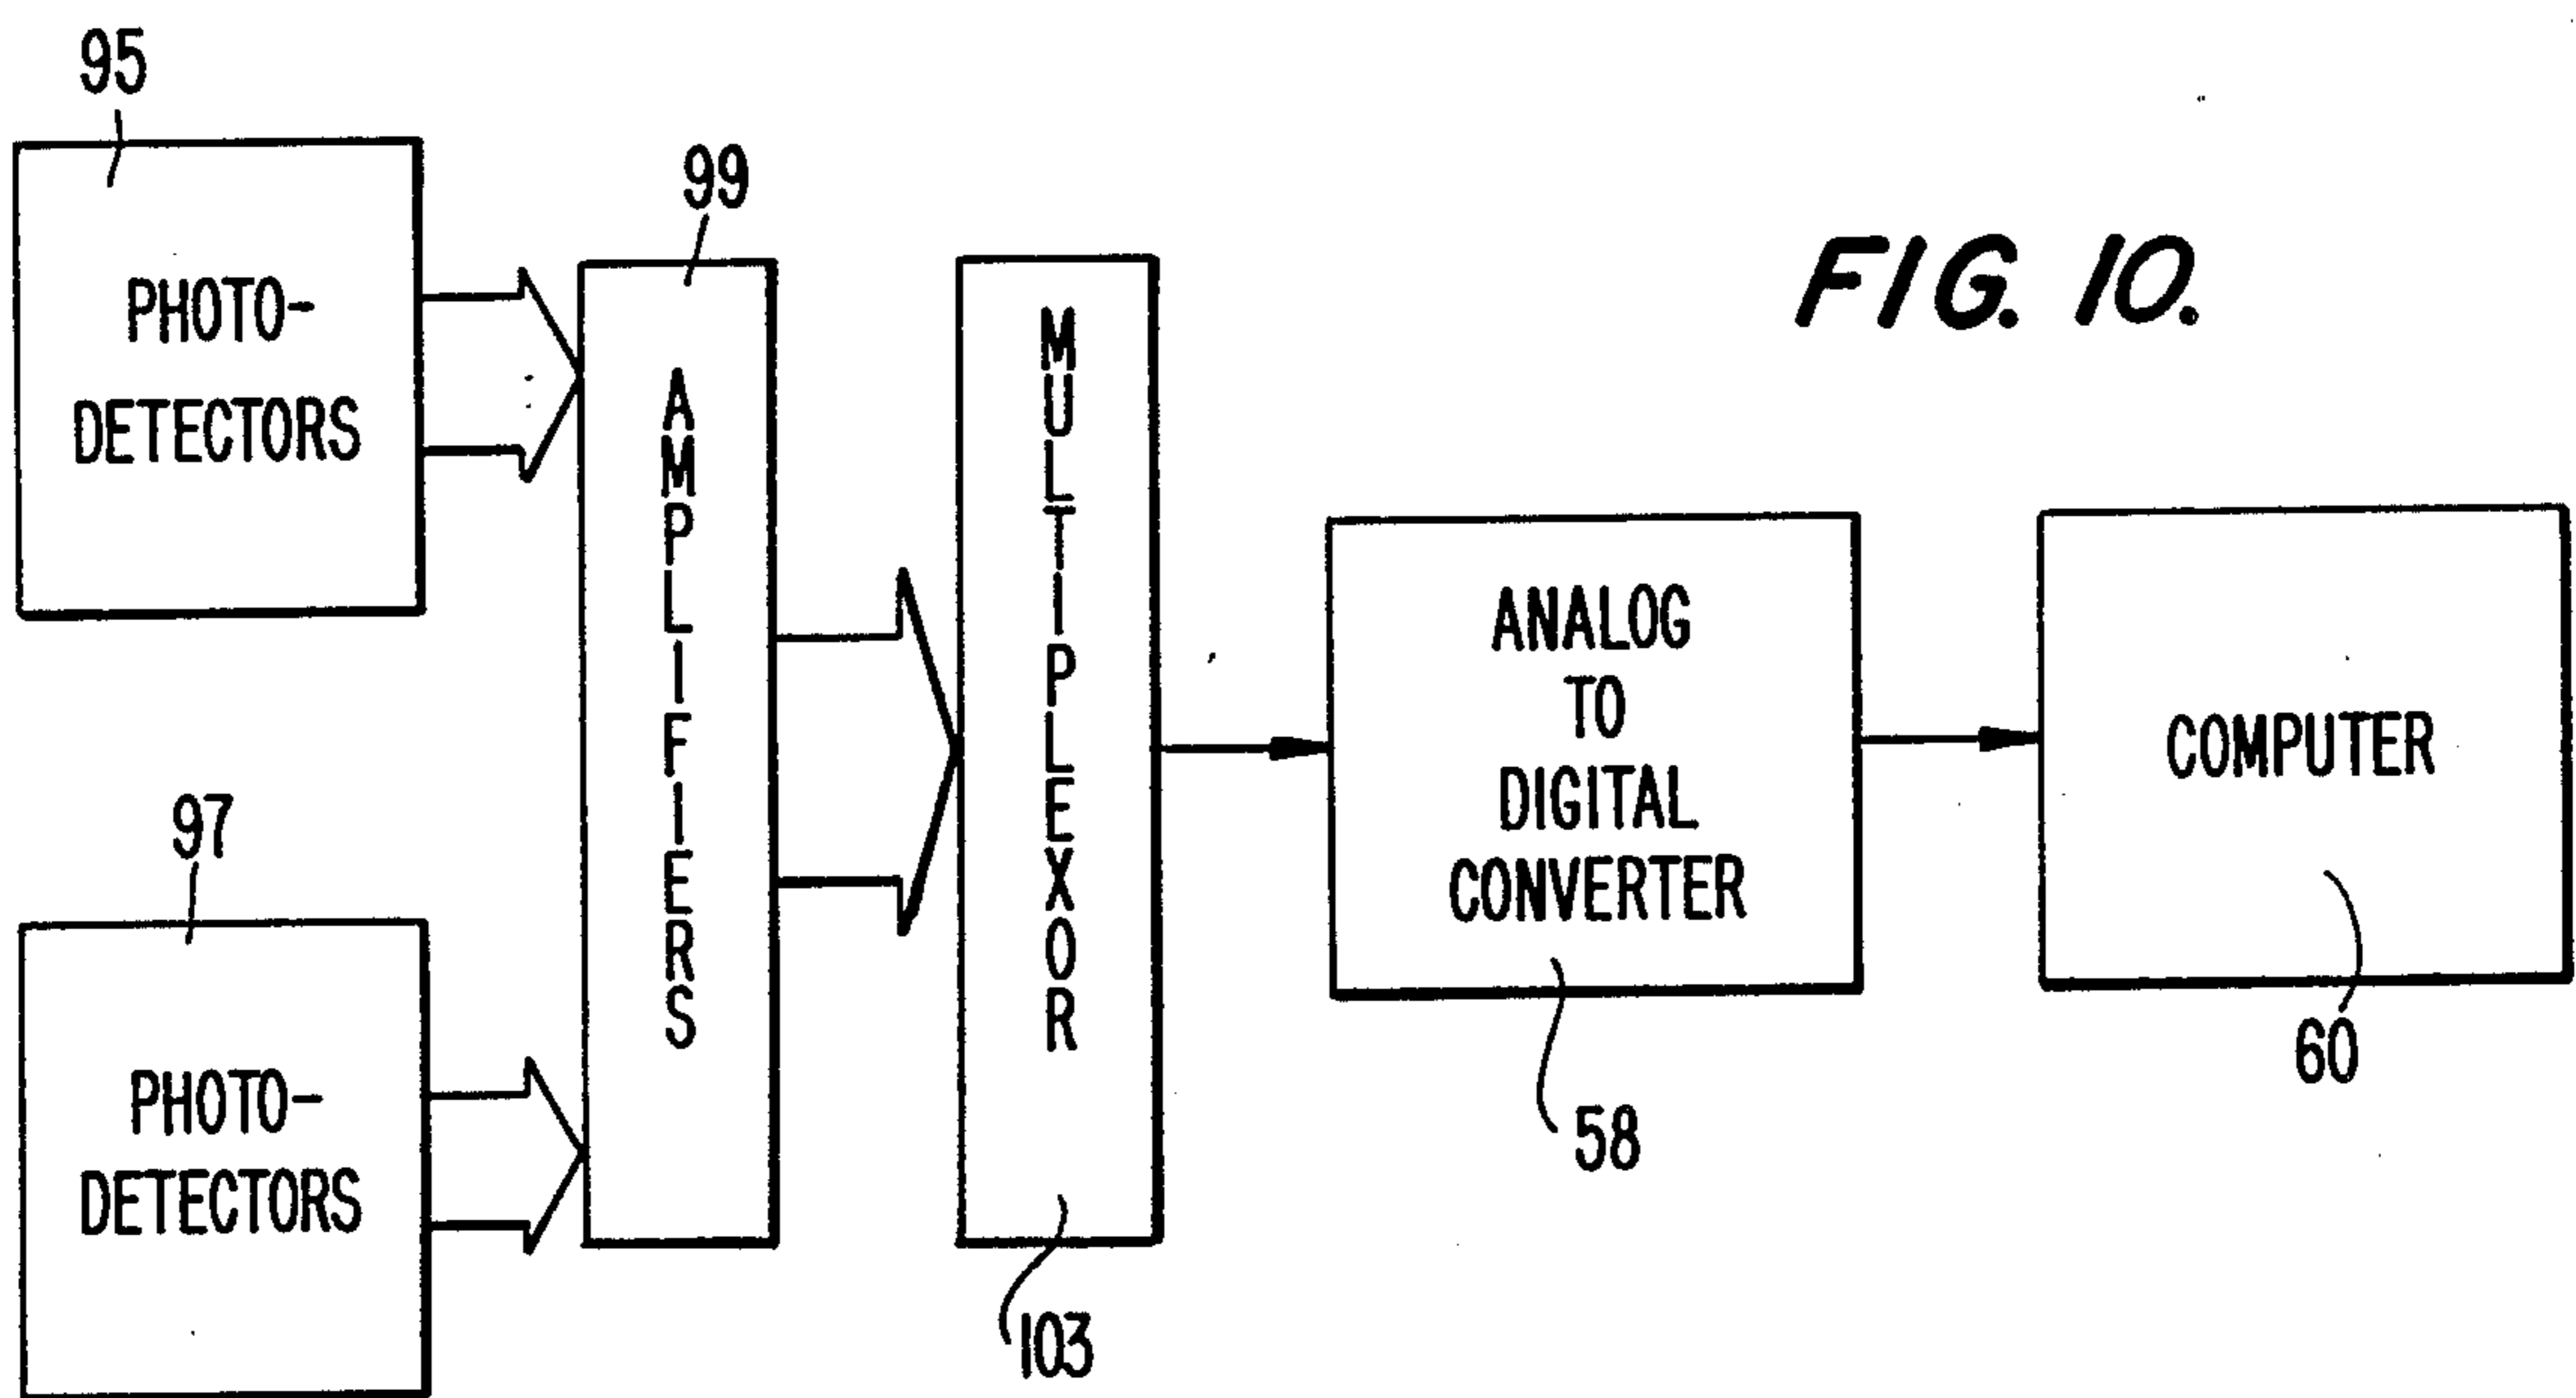 95
PHOTO-
DETECTORS
97
PHOTO-
DETECTORS
99
AMPLIFIERS
MULTIPLEXOR
103
ANALOG
TO
DIGITAL
CONVERTER
58
COMPUTER
60
FIG. 10.